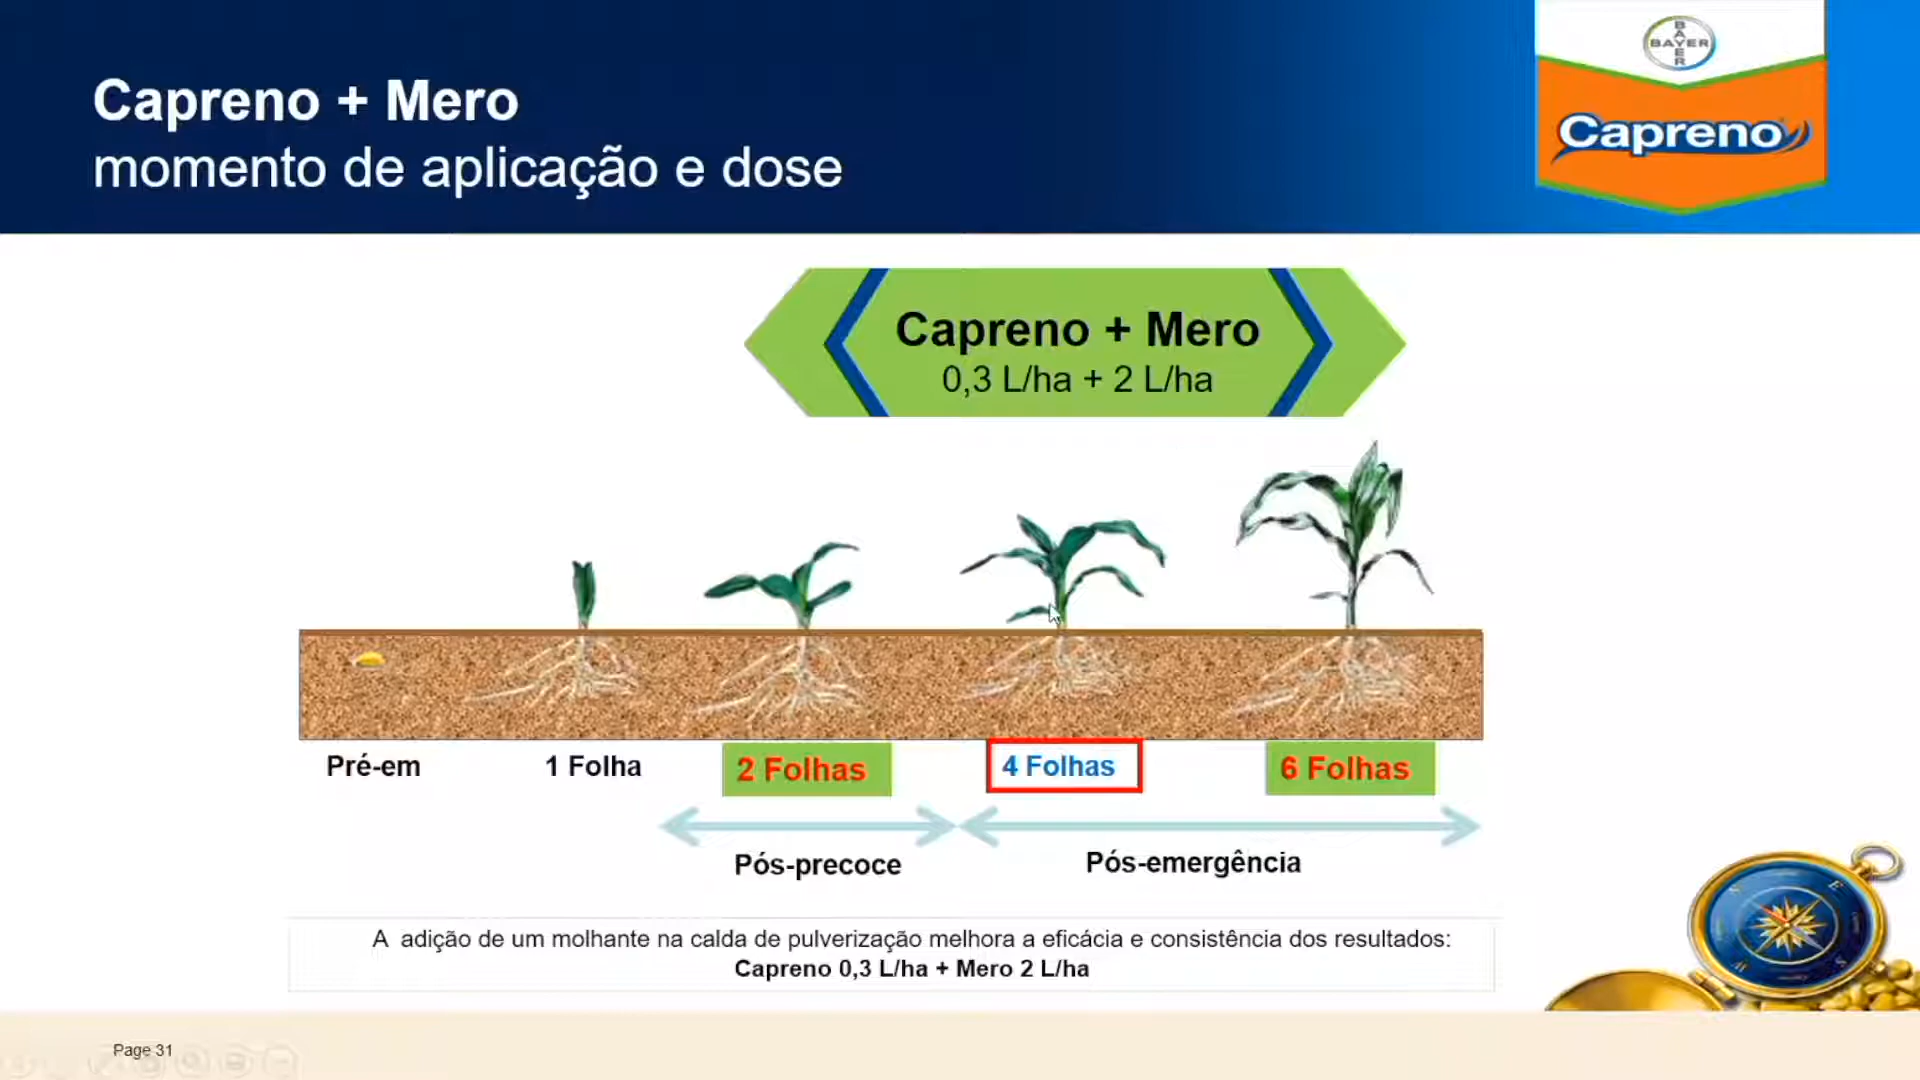 Capreno + Mero
momento de aplicação e dose
BAYER
BAYER
Capreno
Capreno + Mero
0,3 L/ha + 2 L/ha
Pré-em
1 Folha
2 Folhas
4 Folhas
6 Folhas
Pós-precoce
Pós-emergência
A adição de um molhante na calda de pulverização melhora a eficácia e consistência dos resultados:
Capreno 0,3 L/ha + Mero 2 L/ha
Page 31